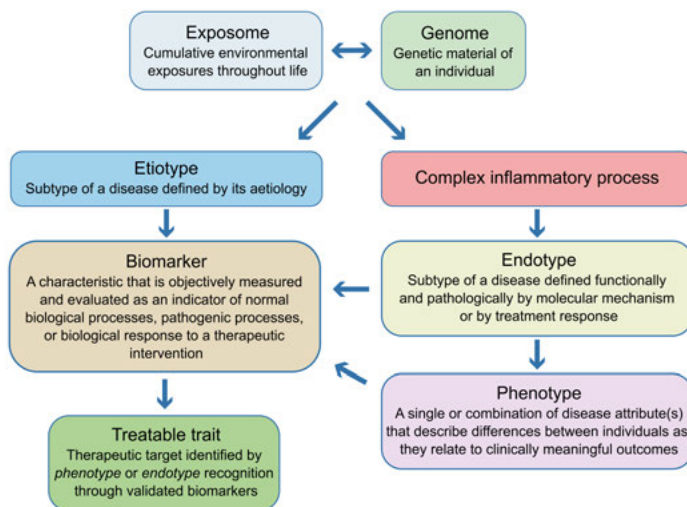 Exposome
Cumulative environmental
exposures throughout life
Genome
Genetic material of
an individual
Etiotype
Subtype of a disease defined by its aetiology
Complex inflammatory process
Biomarker
A characteristic that is objectively measured
and evaluated as an indicator of normal
biological processes, pathogenic processes,
or biological response to a therapeutic
intervention
Endotype
Subtype of a disease defined functionally
and pathologically by molecular mechanism
or by treatment response
Phenotype
A single or combination of disease attribute(s)
that describe differences between individuals as
they relate to clinically meaningful outcomes
Treatable trait
Therapeutic target identified by
phenotype or endotype recognition
through validated biomarkers